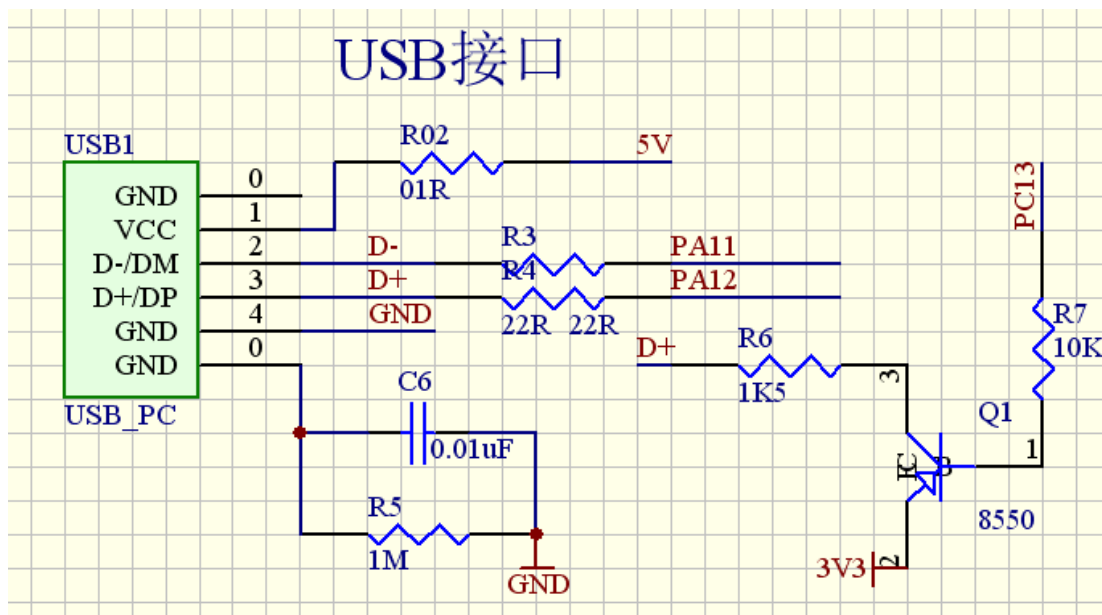 USB接口
USB1
R02
5V
01R
GND 0
VCC 1
D-/DM 2
D+/DP 3
GND 4
GND 0
USB_PC
D-
R3
PA11
D+
R4
PA12
GND
22R 22R
PC13
R7
10K
D+
R6
1K5
3
C6
0.01uF
Q1
1
C
B
8550
R5
1M
GND
3V3
2